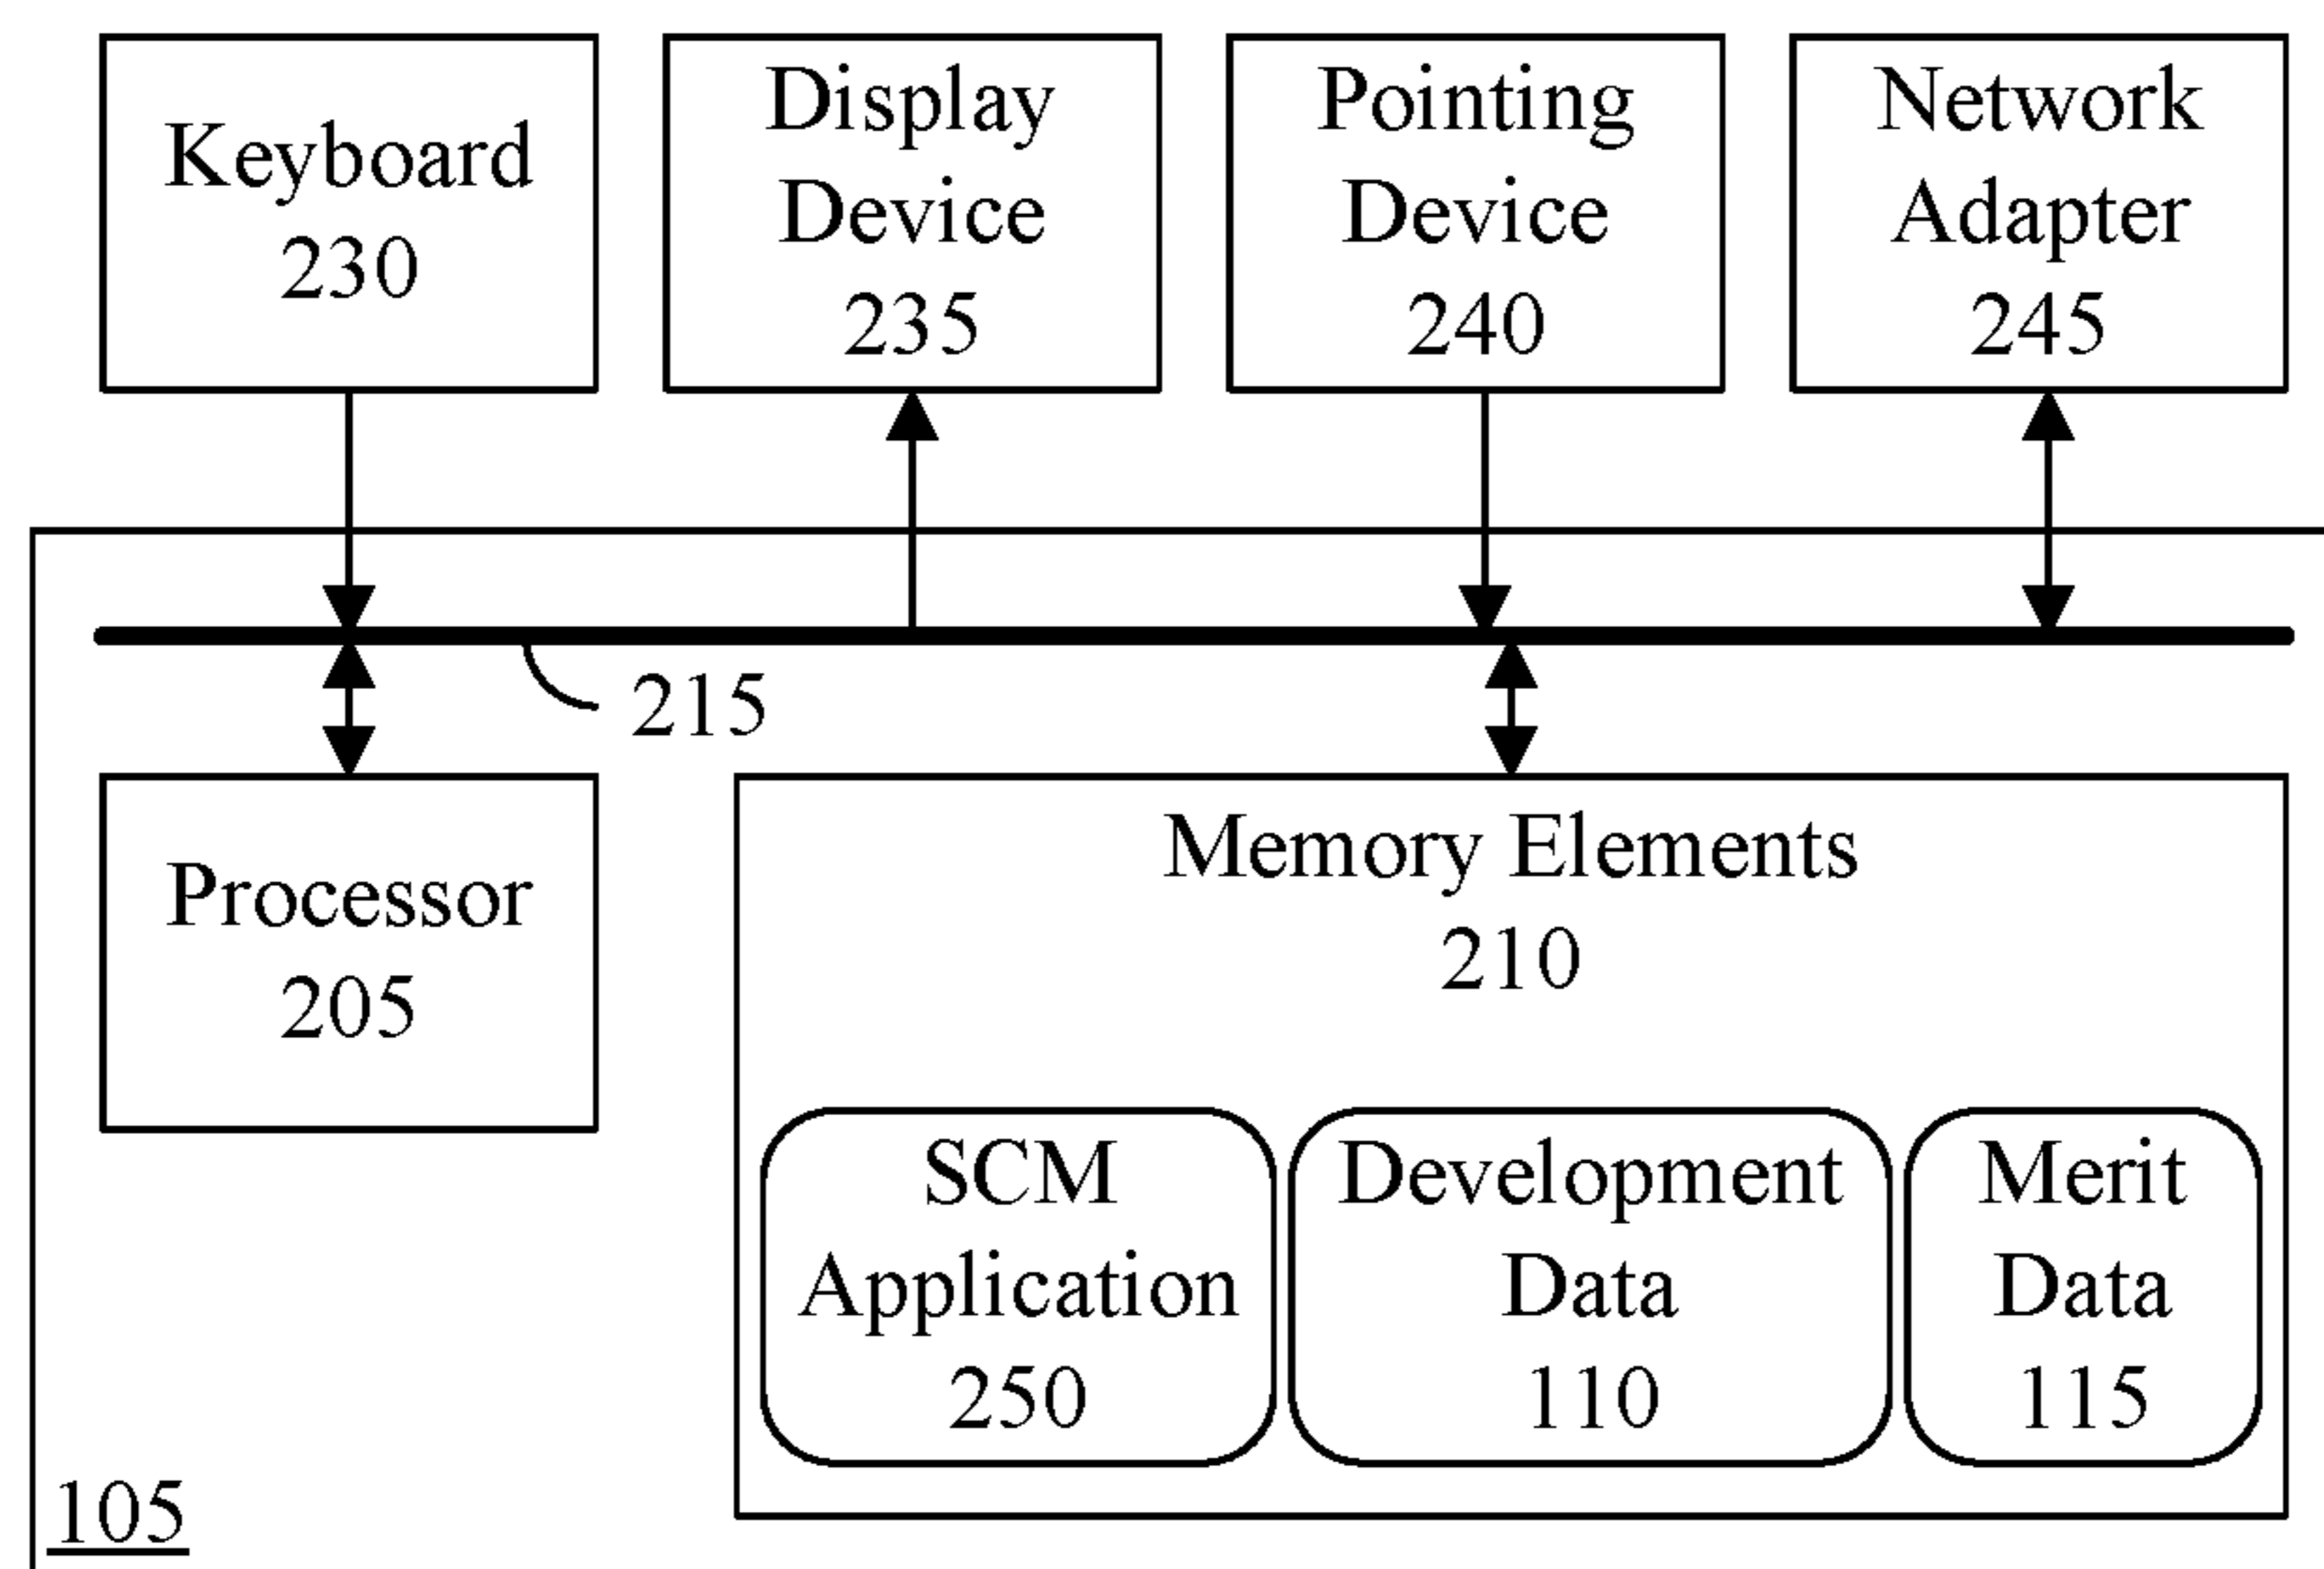 Keyboard
230
Display
Device
235
Pointing
Device
240
Network
Adapter
245
215
Processor
205
Memory Elements
210
SCM
Application
250
Development
Data
110
Merit
Data
115
105